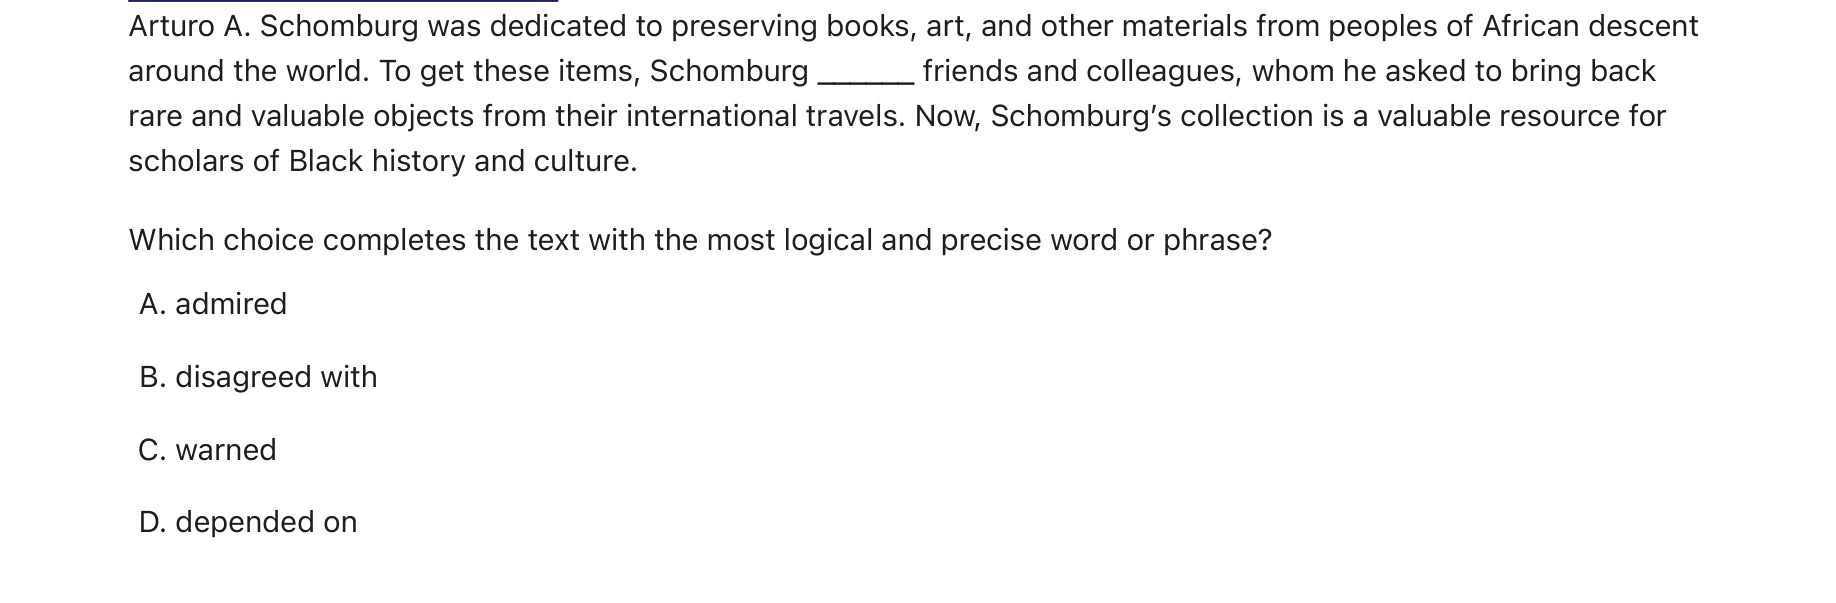 Arturo A. Schomburg was dedicated to preserving books, art, and other materials from peoples of African descent
around the world. To get these items, Schomburg ______ friends and colleagues, whom he asked to bring back
rare and valuable objects from their international travels. Now, Schomburg’s collection is a valuable resource for
scholars of Black history and culture.
Which choice completes the text with the most logical and precise word or phrase?
A. admired
B. disagreed with
C. warned
D. depended on